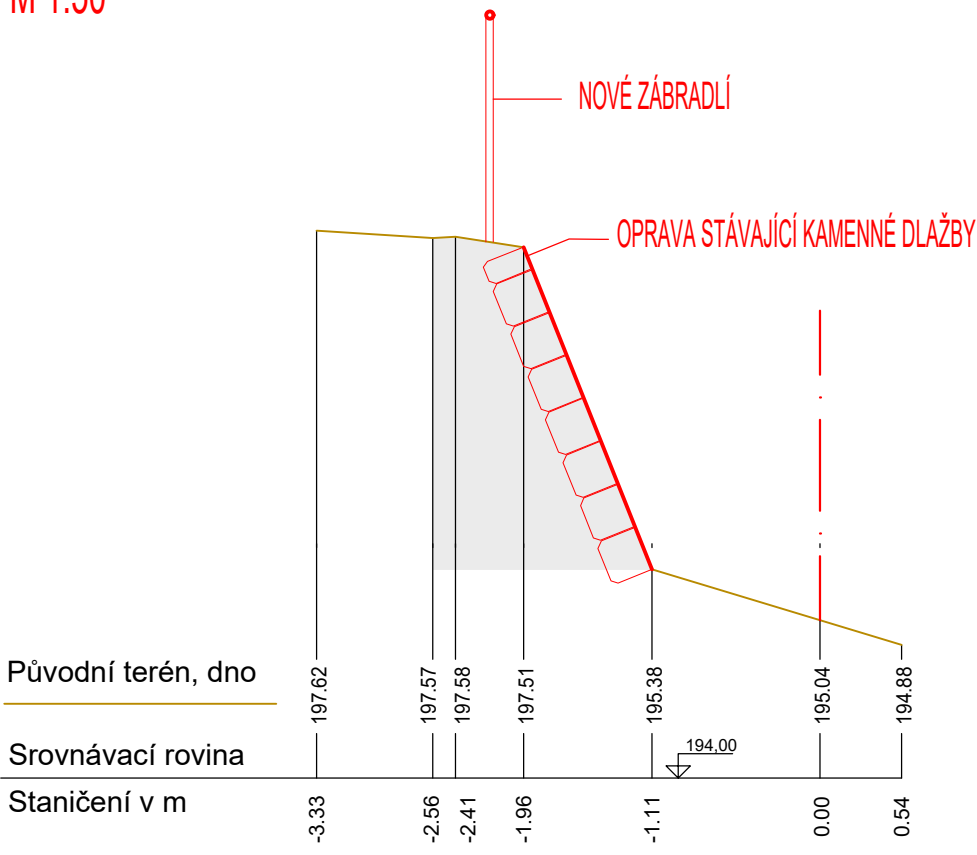 M 1:50
NOVÉ ZÁBRADLÍ
OPRAVA STÁVAJÍCÍ KAMENNÉ DLAŽBY
Původní terén, dno
197.62
197.57
197.58
197.51
195.38
195.04
194.88
Srovnávací rovina
194,00
Staničení v m
-3.33
-2.56
-2.41
-1.96
-1.11
0.00
0.54